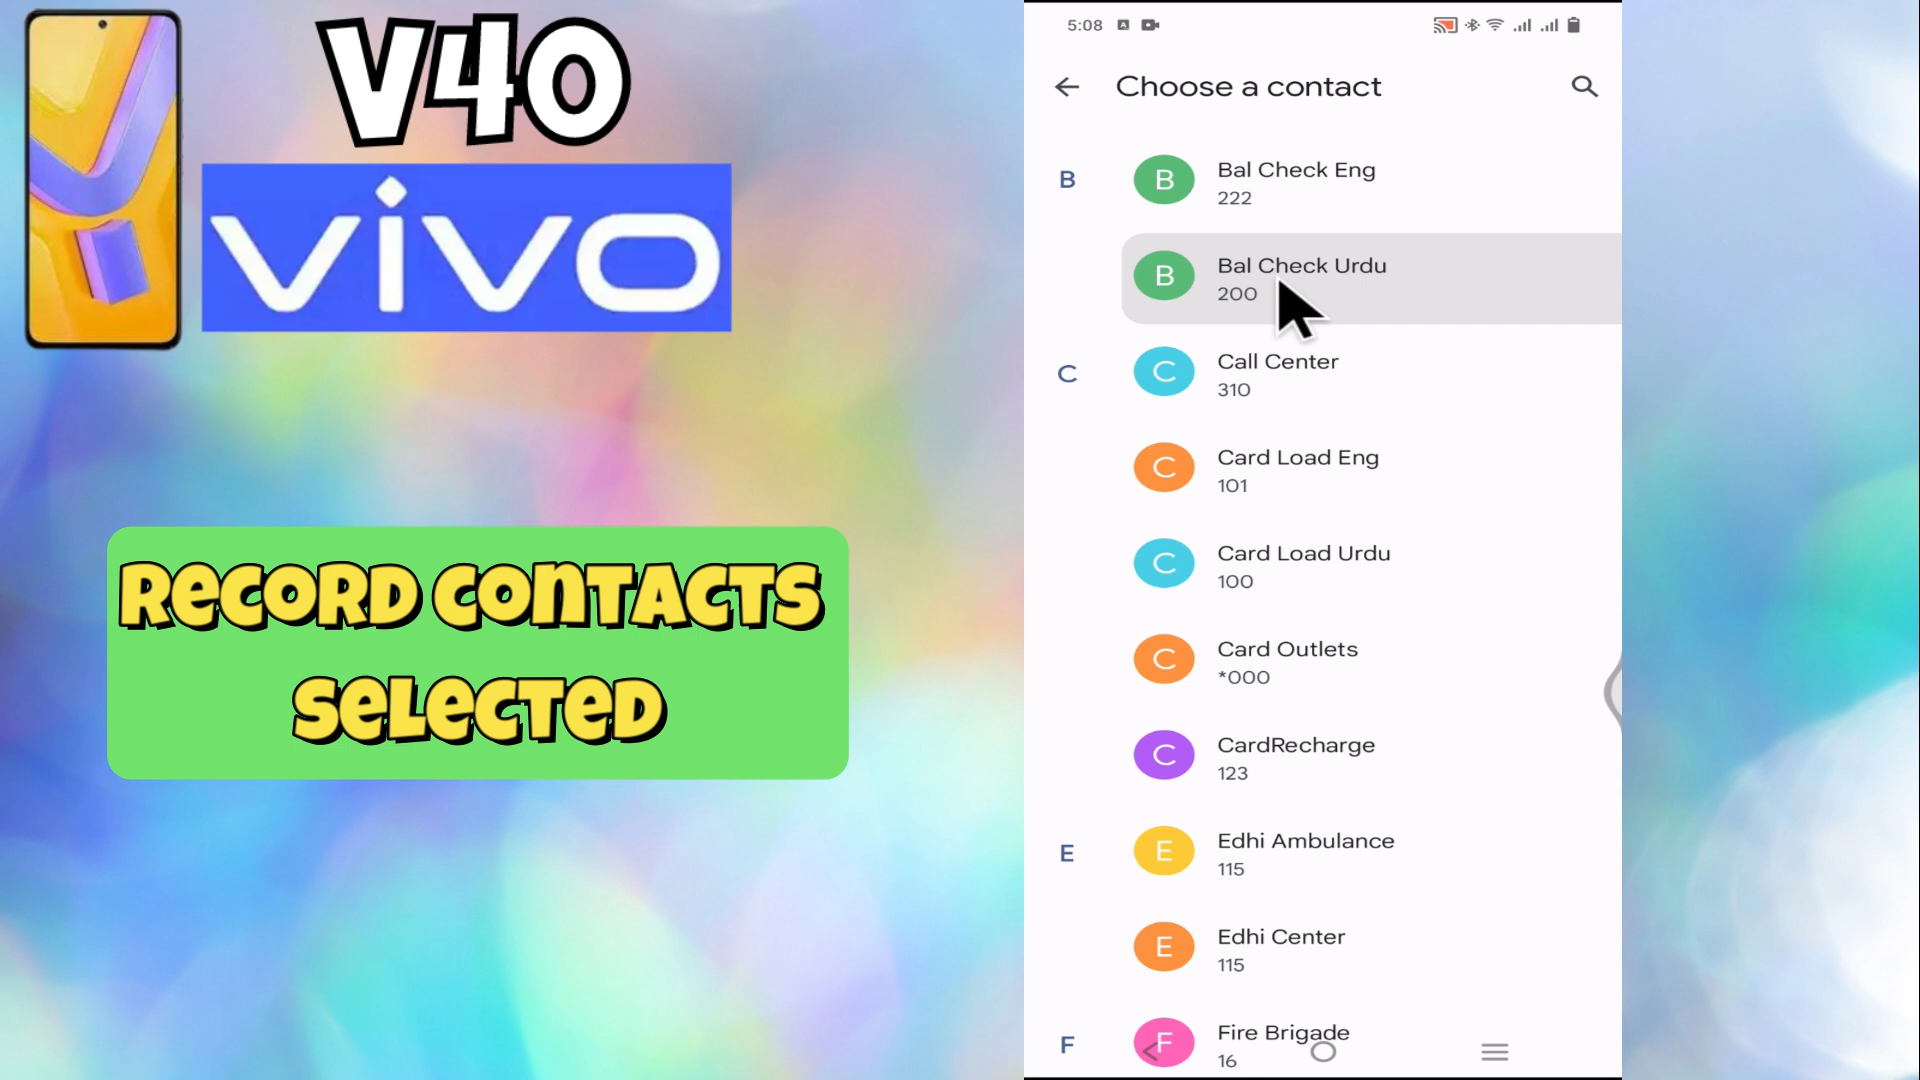 V40
vivo
RECORD CONTACTS
SELECTED
5:08
Choose a contact
B
B
Bal Check Eng
222
B
Bal Check Urdu
200
C
C
Call Center
310
C
Card Load Eng
101
C
Card Load Urdu
100
C
Card Outlets
*000
C
CardRecharge
123
E
E
Edhi Ambulance
115
E
Edhi Center
115
F
F
Fire Brigade
16